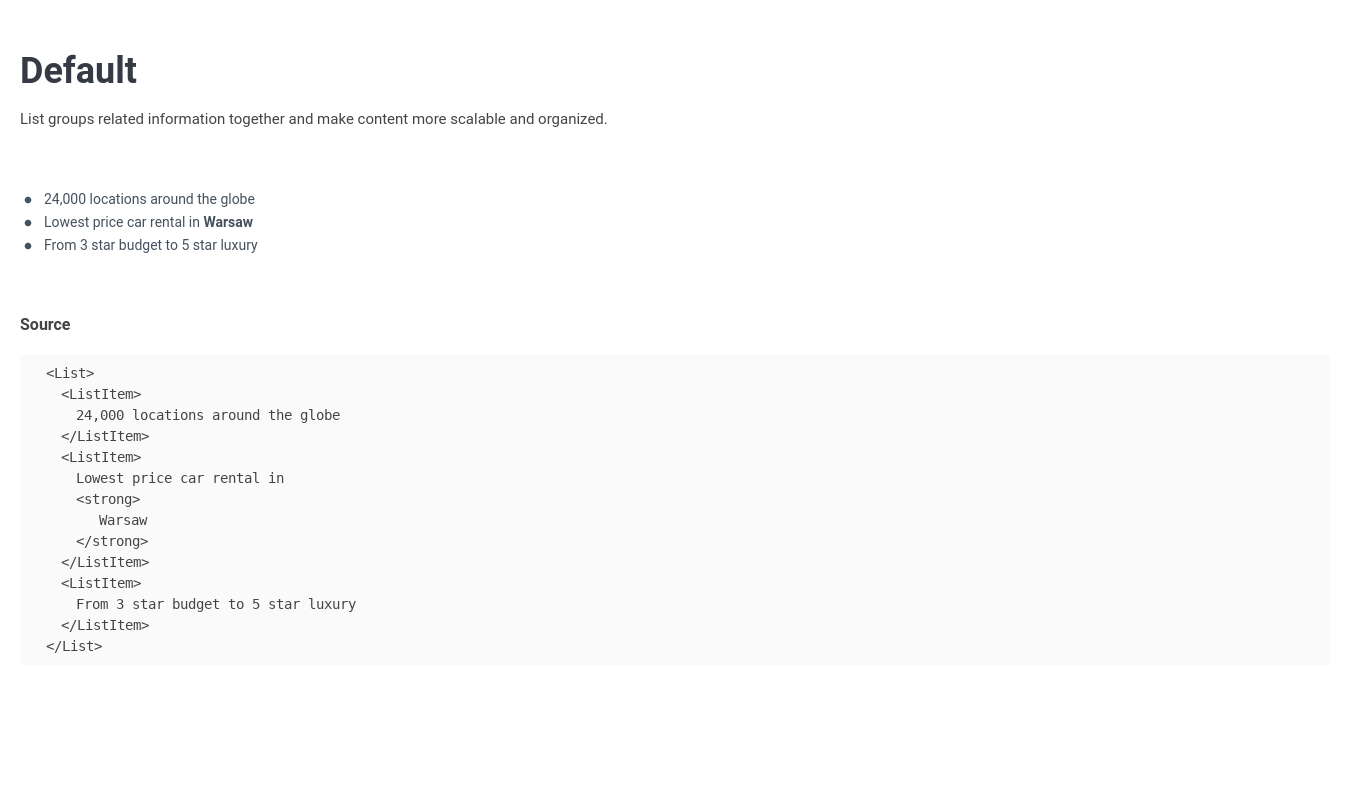 Default
List groups related information together and make content more scalable and organized.
● 24,000 locations around the globe
● Lowest price car rental in Warsaw
● From 3 star budget to 5 star luxury
Source
<List>
<ListItem>
24,000 locations around the globe
</ListItem>
<ListItem>
Lowest price car rental in
<strong>
Warsaw
</strong>
</ListItem>
<ListItem>
From 3 star budget to 5 star luxury
</ListItem>
</List>